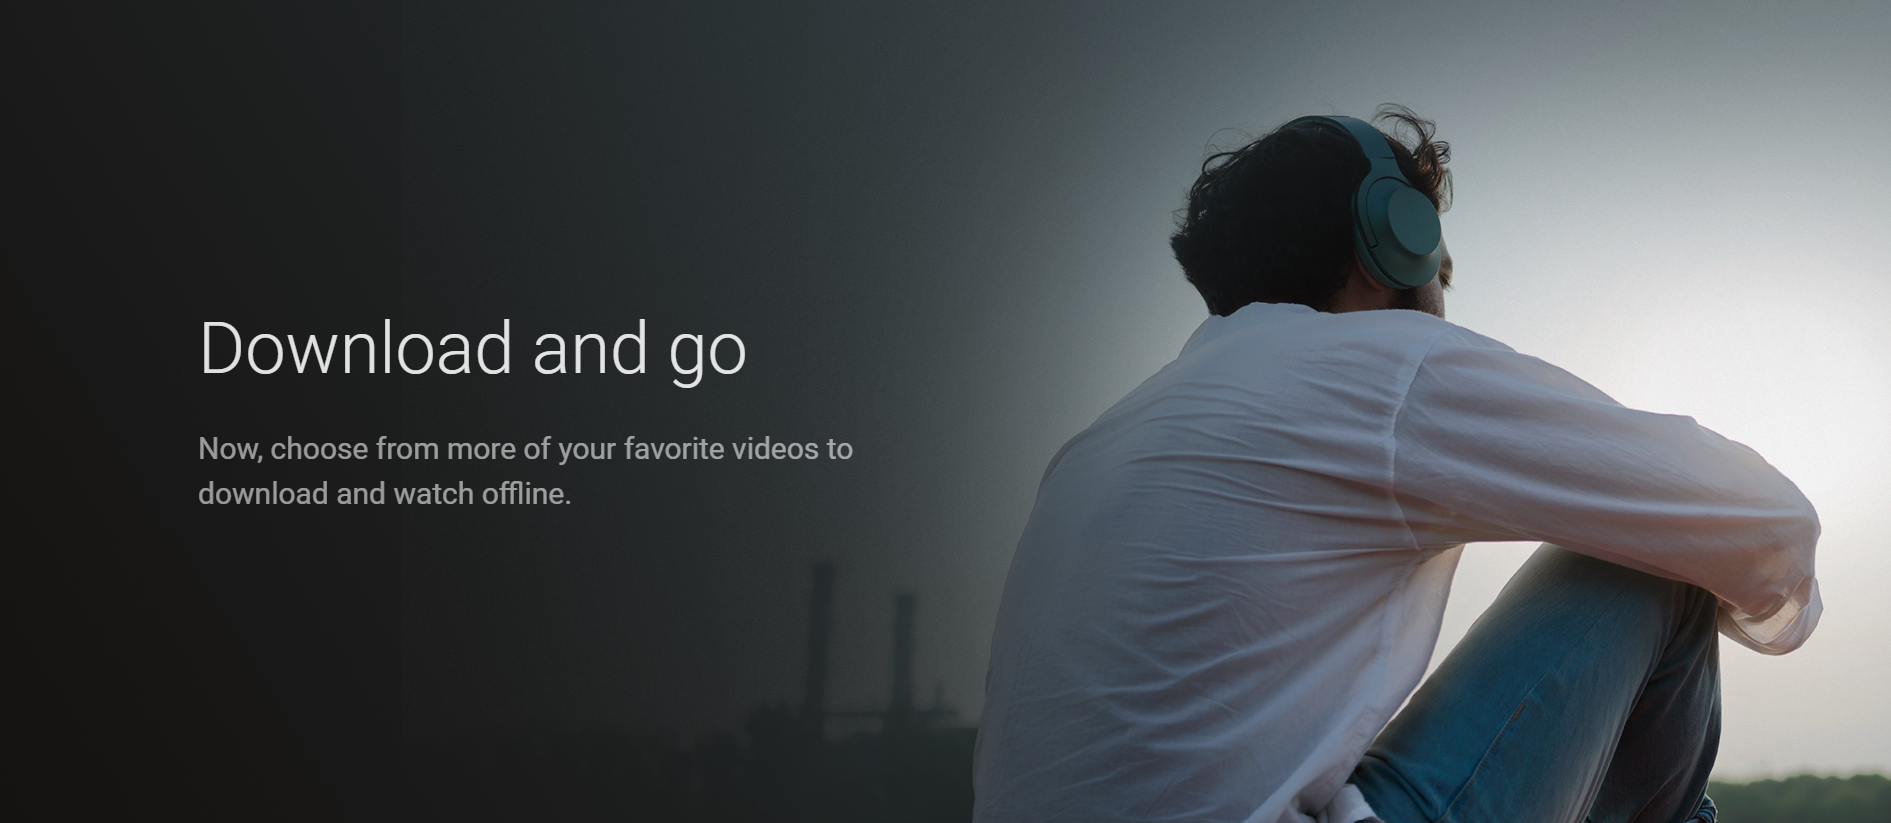 Download and go
Now, choose from more of your favorite videos to
download and watch offline.